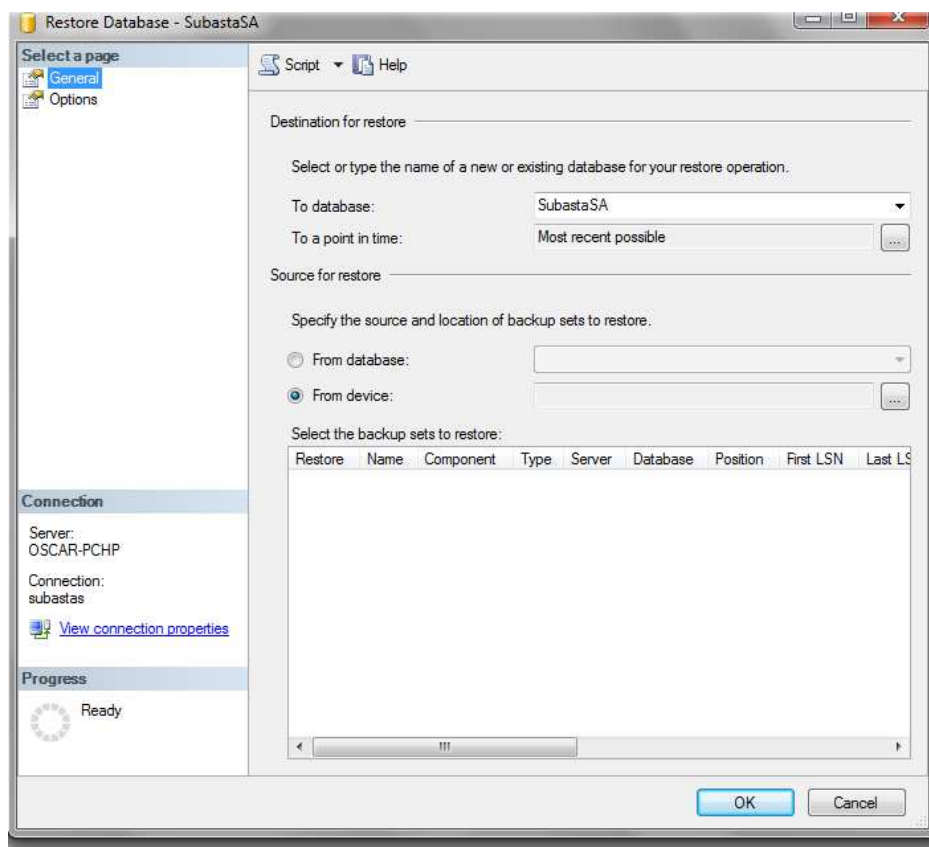 Restore Database - SubastaSA
Select a page
General
Options
Script
Help
Destination for restore
Select or type the name of a new or existing database for your restore operation.
To database:
SubastaSA
To a point in time:
Most recent possible
...
Source for restore
Specify the source and location of backup sets to restore.
From database:
From device:
...
Select the backup sets to restore:
Restore Name Component Type Server Database Position First LSN Last LS
Connection
Server:
OSCAR-PCHP
Connection:
subastas
View connection properties
Progress
Ready
OK
Cancel